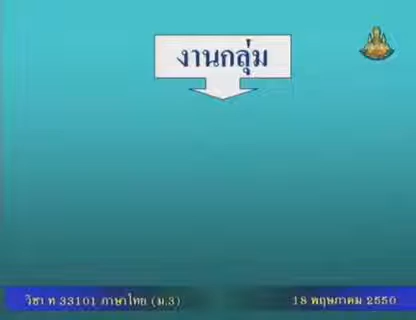 งานกลุ่ม
วิชา ท 33101 ภาษาไทย (ม.3)
18 พฤษภาคม 2550